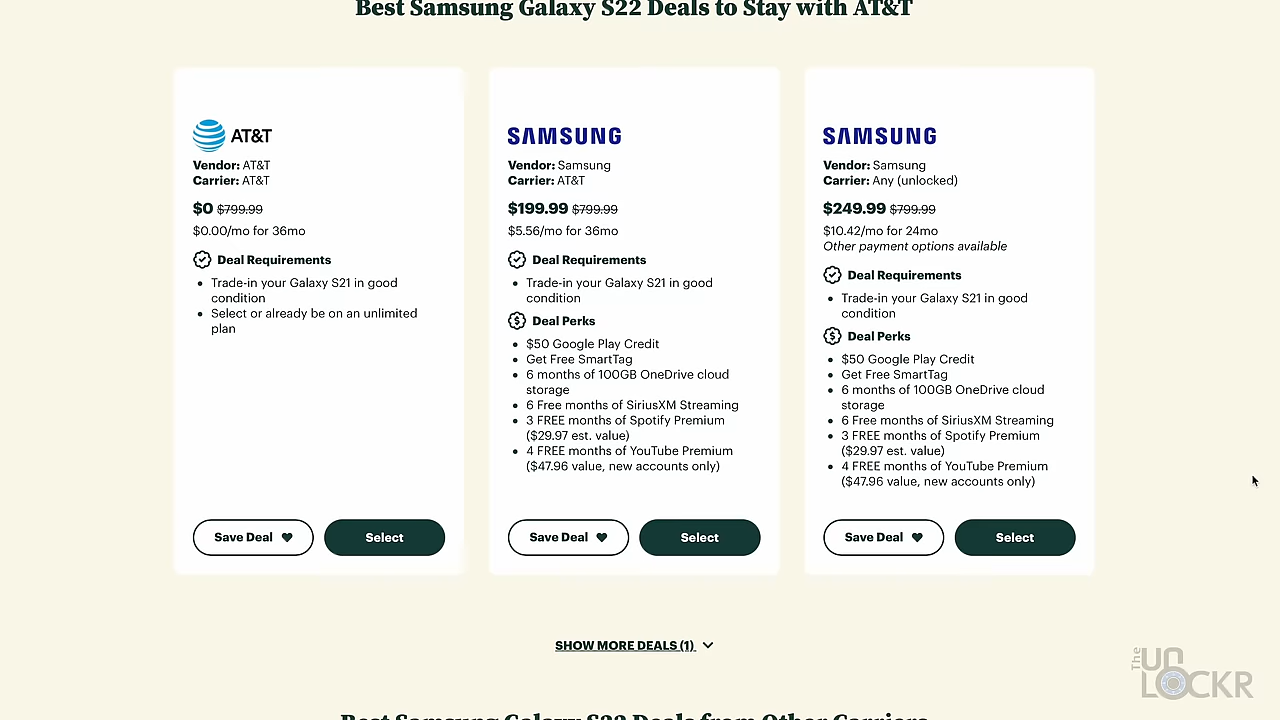 Best Samsung Galaxy S22 Deals to Stay with AT&T
AT&T
Vendor: AT&T
Carrier: AT&T
$0 $799.99
$0.00/mo for 36mo
Deal Requirements
• Trade-in your Galaxy S21 in good
condition
• Select or already be on an unlimited
plan
Save Deal
Select
SAMSUNG
Vendor: Samsung
Carrier: AT&T
$199.99 $799.99
$5.56/mo for 36mo
Deal Requirements
• Trade-in your Galaxy S21 in good
condition
Deal Perks
• $50 Google Play Credit
• Get Free SmartTag
• 6 months of 100GB OneDrive cloud
storage
• 6 Free months of SiriusXM Streaming
• 3 FREE months of Spotify Premium
($29.97 est. value)
• 4 FREE months of YouTube Premium
($47.96 value, new accounts only)
Save Deal
Select
SAMSUNG
Vendor: Samsung
Carrier: Any (unlocked)
$249.99 $799.99
$10.42/mo for 24mo
Other payment options available
Deal Requirements
• Trade-in your Galaxy S21 in good
condition
Deal Perks
• $50 Google Play Credit
• Get Free SmartTag
• 6 months of 100GB OneDrive cloud
storage
• 6 Free months of SiriusXM Streaming
• 3 FREE months of Spotify Premium
($29.97 est. value)
• 4 FREE months of YouTube Premium
($47.96 value, new accounts only)
Save Deal
Select
SHOW MORE DEALS (1)
Best Samsung Galaxy S22 Deals from Other Carriers
The UNLOCKR